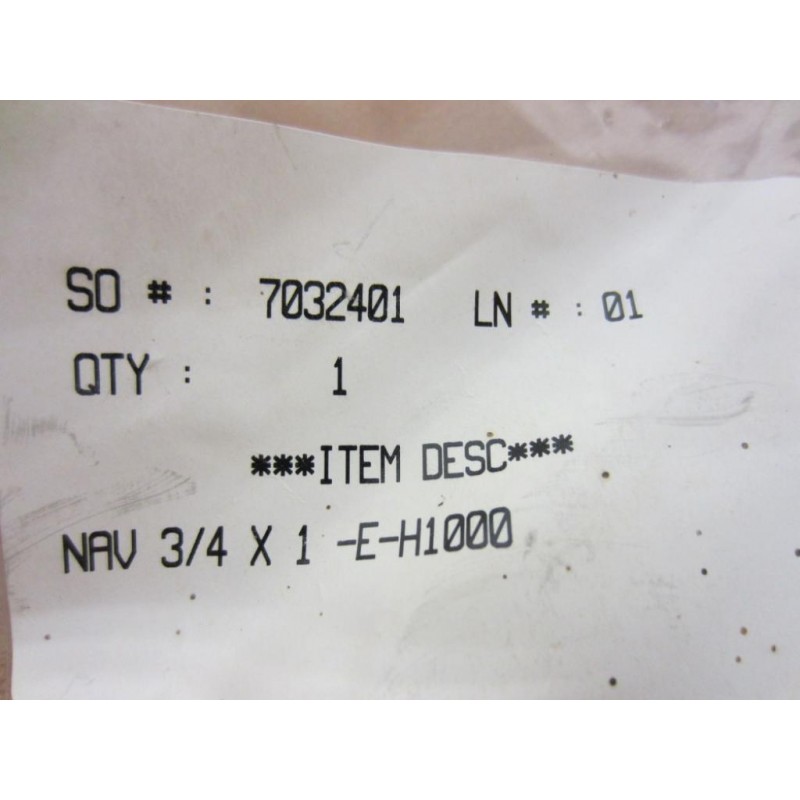 SO # : 7032401 LN # : 01
QTY : 1
***ITEM DESC***
NAV 3/4 X 1 -E-H1000